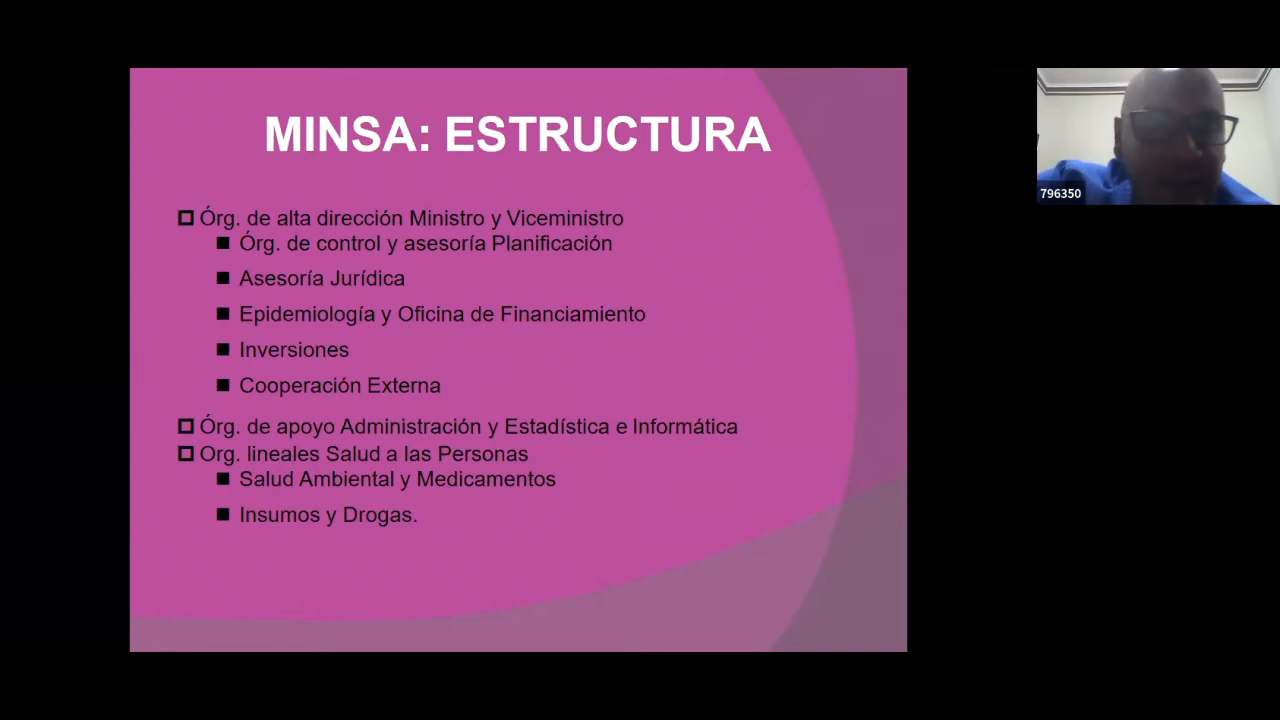 MINSA: ESTRUCTURA
Órg. de alta dirección Ministro y Viceministro
Órg. de control y asesoría Planificación
Asesoría Jurídica
Epidemiología y Oficina de Financiamiento
Inversiones
Cooperación Externa
Órg. de apoyo Administración y Estadística e Informática
Org. lineales Salud a las Personas
Salud Ambiental y Medicamentos
Insumos y Drogas.
796350